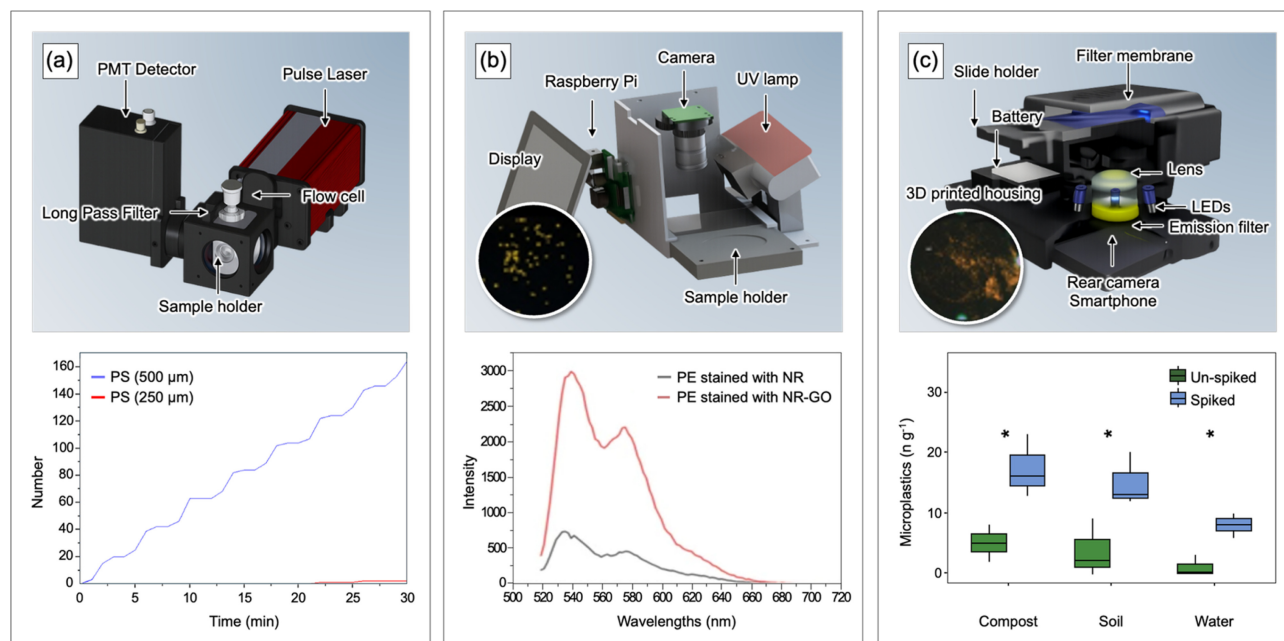 (a)
PMT Detector
Pulse Laser
Long Pass Filter
Flow cell
Sample holder
160
140
120
100
80
60
40
20
0
Number
PS (500 µm)
PS (250 µm)
0 5 10 15 20 25 30
Time (min)
(b)
Camera
Raspberry Pi
UV lamp
Display
Sample holder
3000
2500
2000
1500
1000
500
0
Intensity
PE stained with NR
PE stained with NR-GO
500 520 540 560 580 600 620 640 660 680 700 720
Wavelengths (nm)
(c)
Filter membrane
Slide holder
Battery
Lens
3D printed housing
LEDs
Emission filter
Rear camera
Smartphone
30
20
10
0
Microplastics (n g⁻¹)
Un-spiked
Spiked
* * *
Compost Soil Water